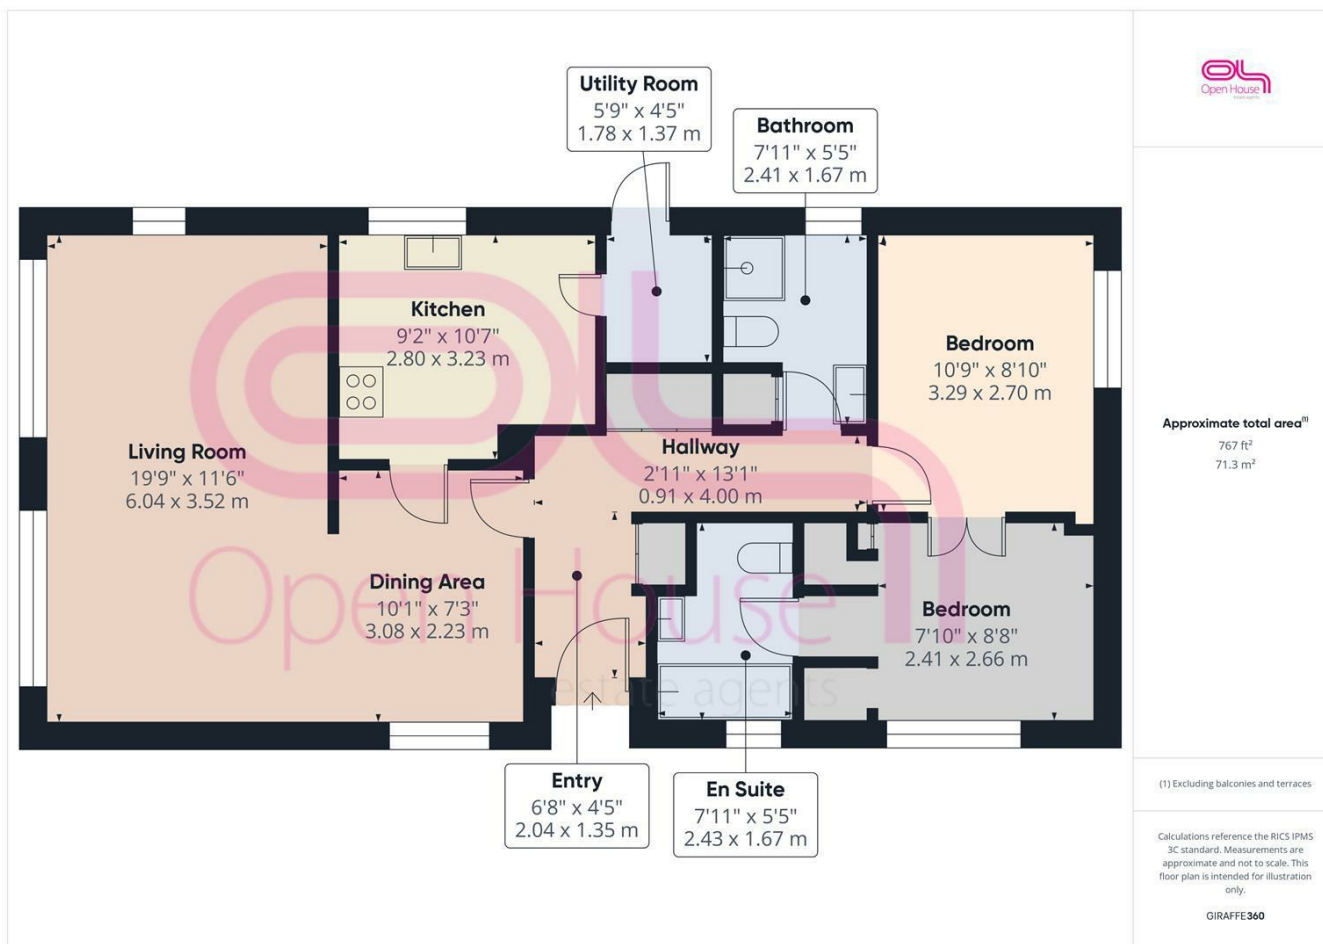 Utility Room
5'9" x 4'5"
1.78 x 1.37 m
Bathroom
7'11" x 5'5"
2.41 x 1.67 m
Kitchen
9'2" x 10'7"
2.80 x 3.23 m
Bedroom
10'9" x 8'10"
3.29 x 2.70 m
Living Room
19'9" x 11'6"
6.04 x 3.52 m
Hallway
2'11" x 13'1"
0.91 x 4.00 m
Dining Area
10'1" x 7'3"
3.08 x 2.23 m
Bedroom
7'10" x 8'8"
2.41 x 2.66 m
Entry
6'8" x 4'5"
2.04 x 1.35 m
En Suite
7'11" x 5'5"
2.43 x 1.67 m
Open House
estate agents
Open House
estate agents
Approximate total area⁽¹⁾
767 ft²
71.3 m²
(1) Excluding balconies and terraces
Calculations reference the RICS IPMS
3C standard. Measurements are
approximate and not to scale. This
floor plan is intended for illustration
only.
GIRAFFE360